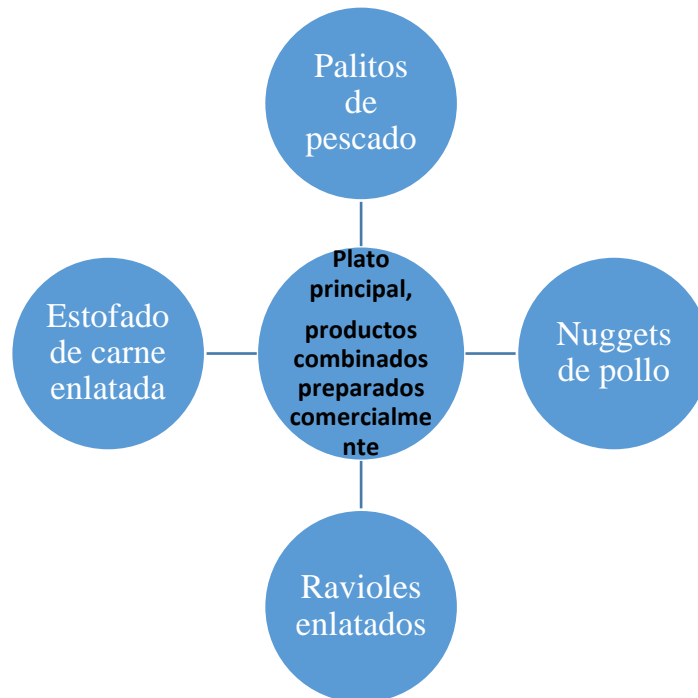 Palitos
de
pescado
Plato
principal,
productos
combinados
preparados
comercialme
nte
Estofado
de carne
enlatada
Nuggets
de pollo
Ravioles
enlatados